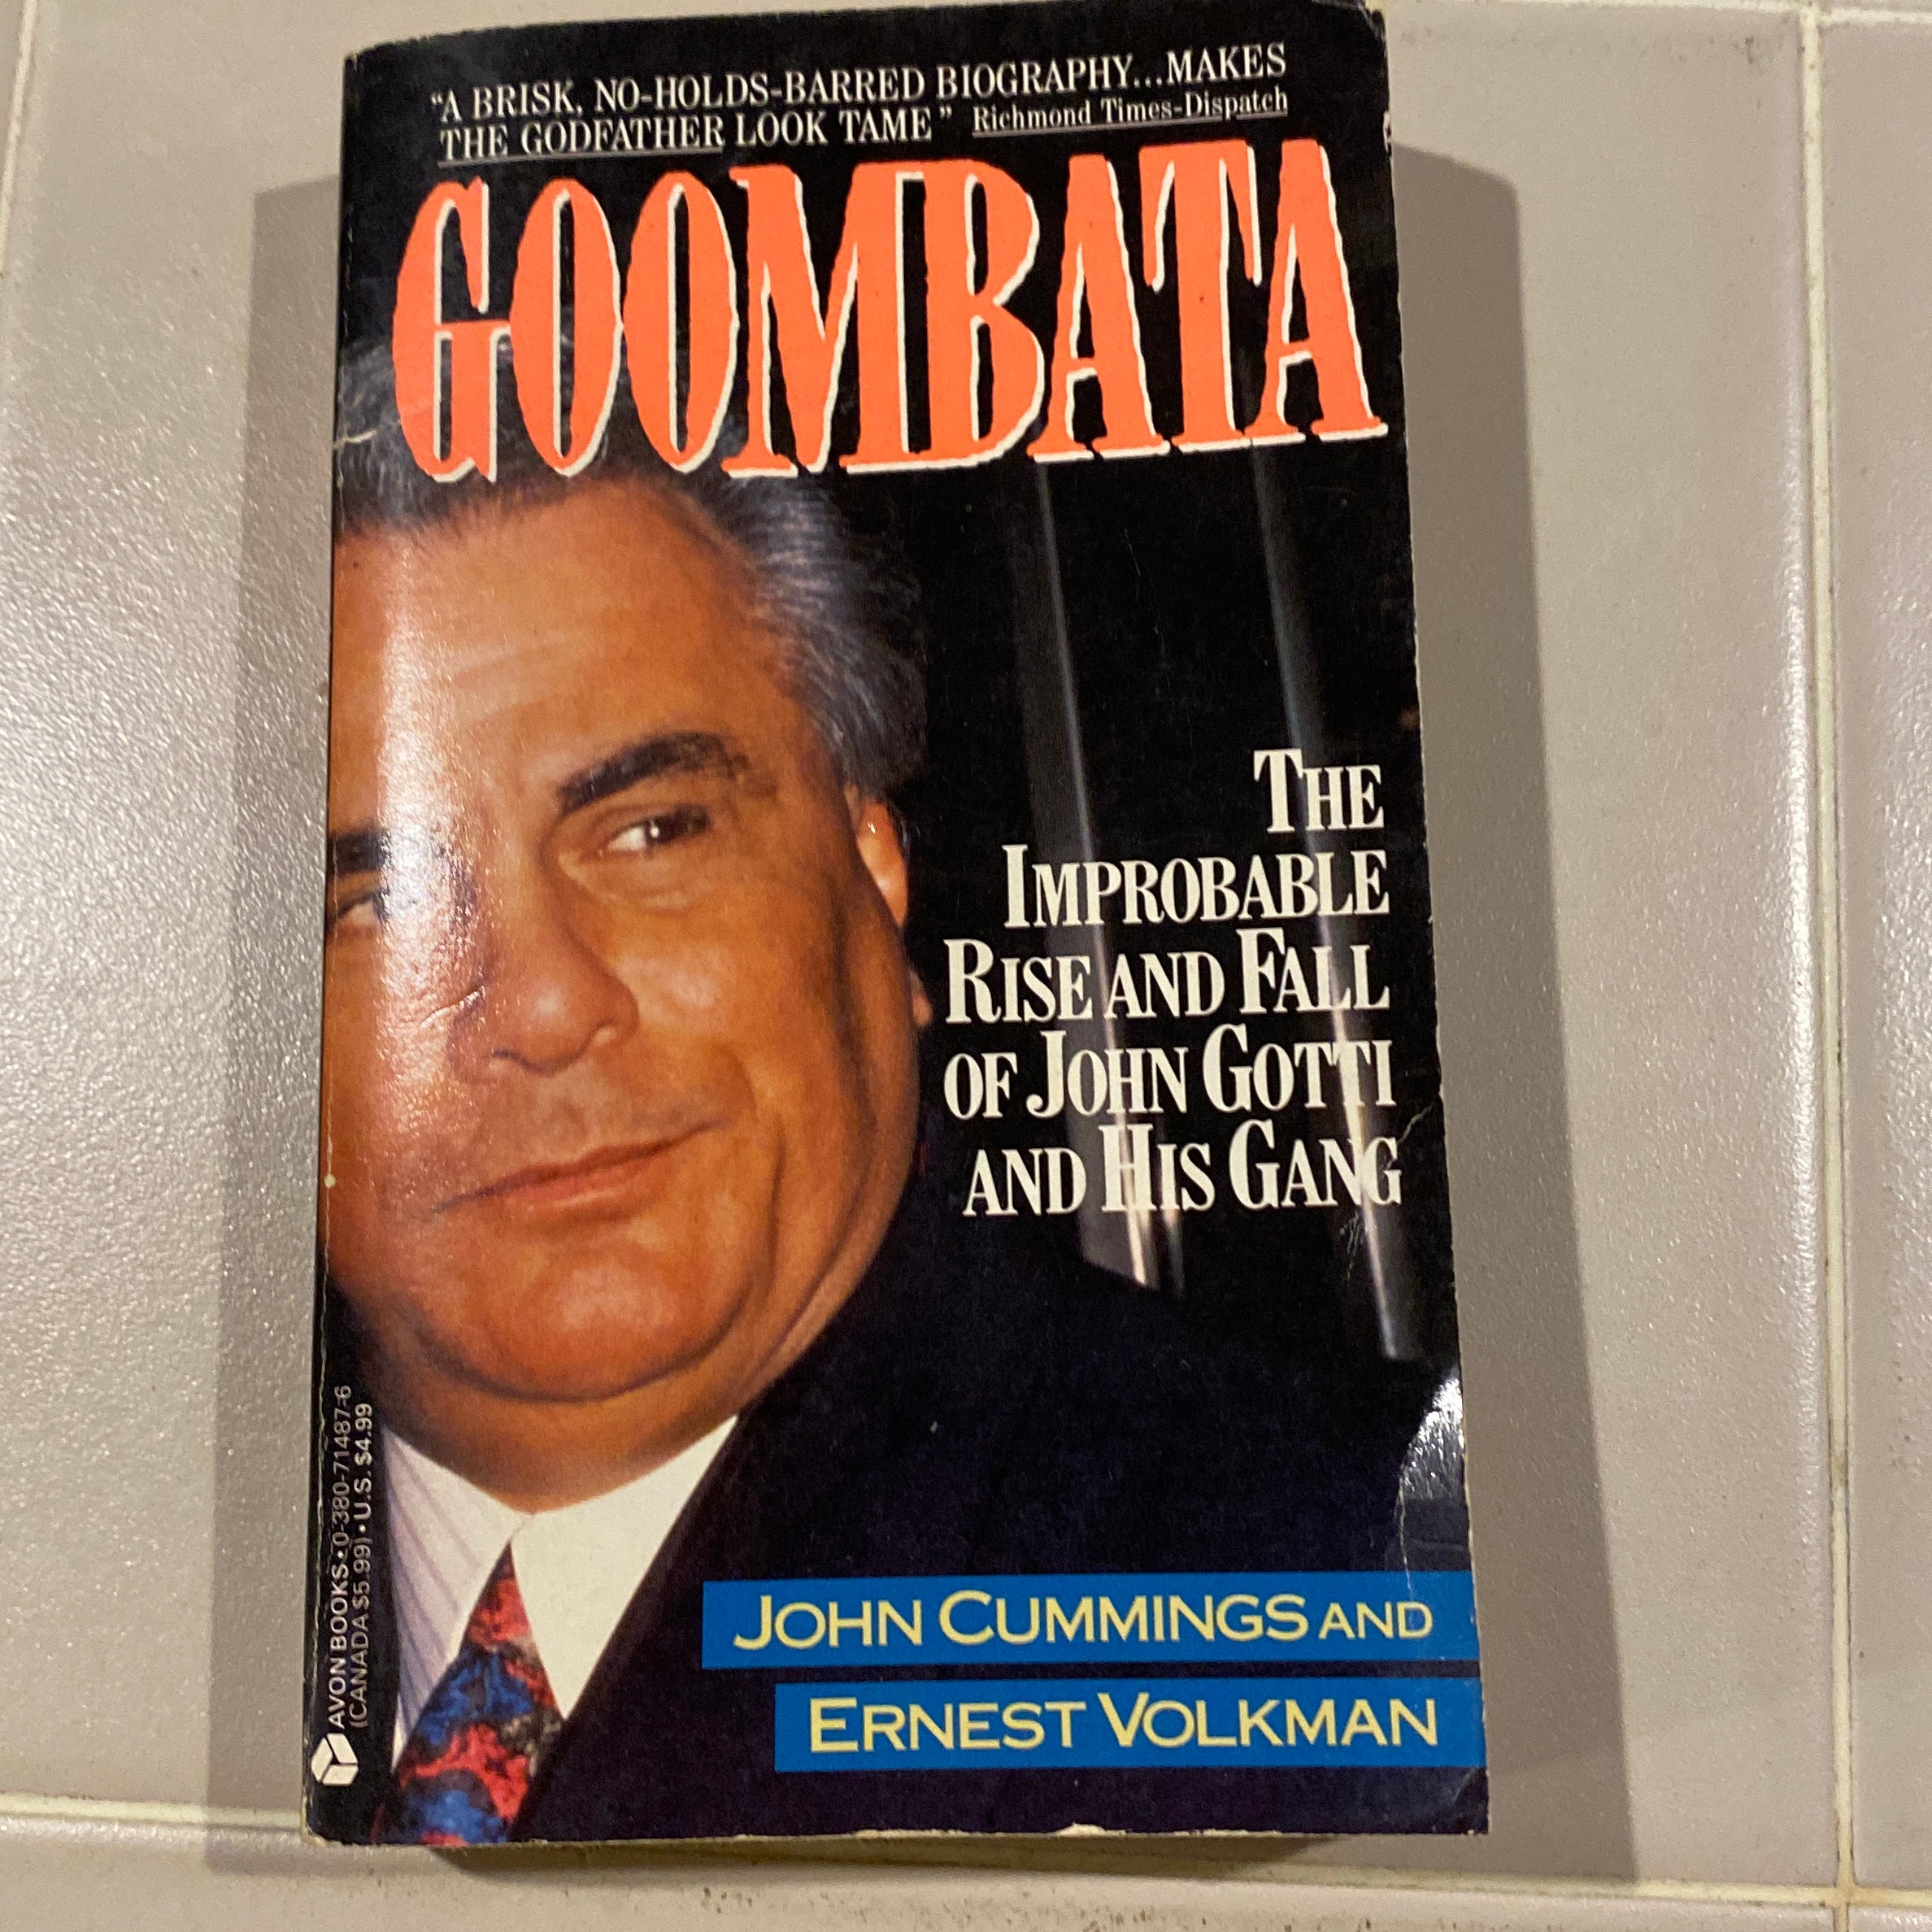 "A BRISK, NO-HOLDS-BARRED BIOGRAPHY...MAKES
THE GODFATHER LOOK TAME" Richmond Times-Dispatch
GOOMBATA
THE
IMPROBABLE
RISE AND FALL
OF JOHN GOTTI
AND HIS GANG
JOHN CUMMINGS AND
ERNEST VOLKMAN
AVON BOOKS • 0-380-71487-6
(CANADA $5.99) • U.S. $4.99